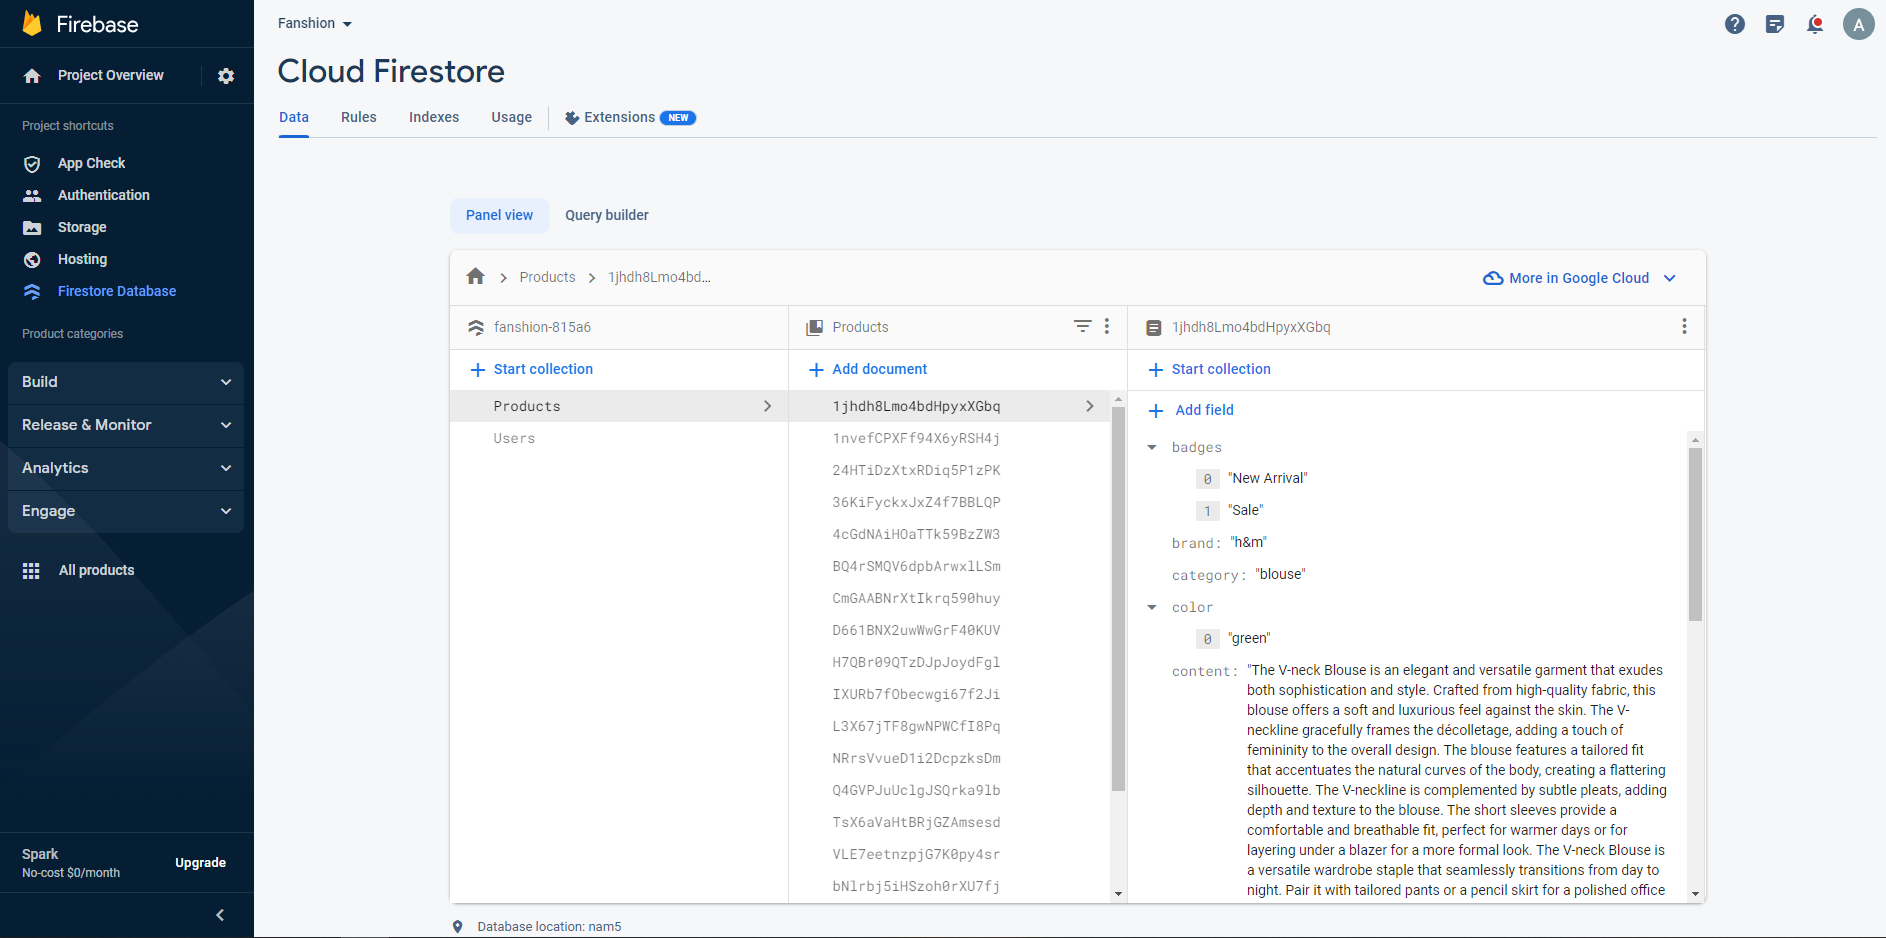 Firebase
Project Overview
Project shortcuts
App Check
Authentication
Storage
Hosting
Firestore Database
Product categories
Build
Release & Monitor
Analytics
Engage
All products
Spark
No-cost $0/month
Upgrade
Fanshion
A
Cloud Firestore
Data Rules Indexes Usage Extensions NEW
Panel view Query builder
Products 1jhdh8Lmo4bd...
More in Google Cloud
fanshion-815a6
Start collection
Products
Users
Products
Add document
1jhdh8Lmo4bdHpyxXGbq
1nvefCPXFf94X6yRSH4j
24HTiDzXtxRDiq5P1zPK
36KiFyckxJxZ4f7BBLQP
4cGdNAiHOaTTk59BzZW3
BQ4rSMQV6dpbArwxlLSm
CmGAABNrXtIkrq590huy
D661BNX2uwWwGrF40KUV
H7QBr09QTzDJpJoydFgl
IXURb7fObecwgi67f2Ji
L3X67jTF8gwNPWCfI8Pq
NRrsVvueD1i2DcpzksDm
Q4GVPJuUclgJSQrka9lb
TsX6aVaHtBRjGZAmsesd
VLE7eetnzpjG7K0py4sr
bNlrbj5iHSzoh0rXU7fj
1jhdh8Lmo4bdHpyxXGbq
Start collection
Add field
badges
0 "New Arrival"
1 "Sale"
brand: "h&m"
category: "blouse"
color
0 "green"
content: "The V-neck Blouse is an elegant and versatile garment that exudes
both sophistication and style. Crafted from high-quality fabric, this
blouse offers a soft and luxurious feel against the skin. The V-
neckline gracefully frames the décolletage, adding a touch of
femininity to the overall design. The blouse features a tailored fit
that accentuates the natural curves of the body, creating a flattering
silhouette. The V-neckline is complemented by subtle pleats, adding
depth and texture to the blouse. The short sleeves provide a
comfortable and breathable fit, perfect for warmer days or for
layering under a blazer for a more formal look. The V-neck Blouse is
a versatile wardrobe staple that seamlessly transitions from day to
night. Pair it with tailored pants or a pencil skirt for a polished office
Database location: nam5